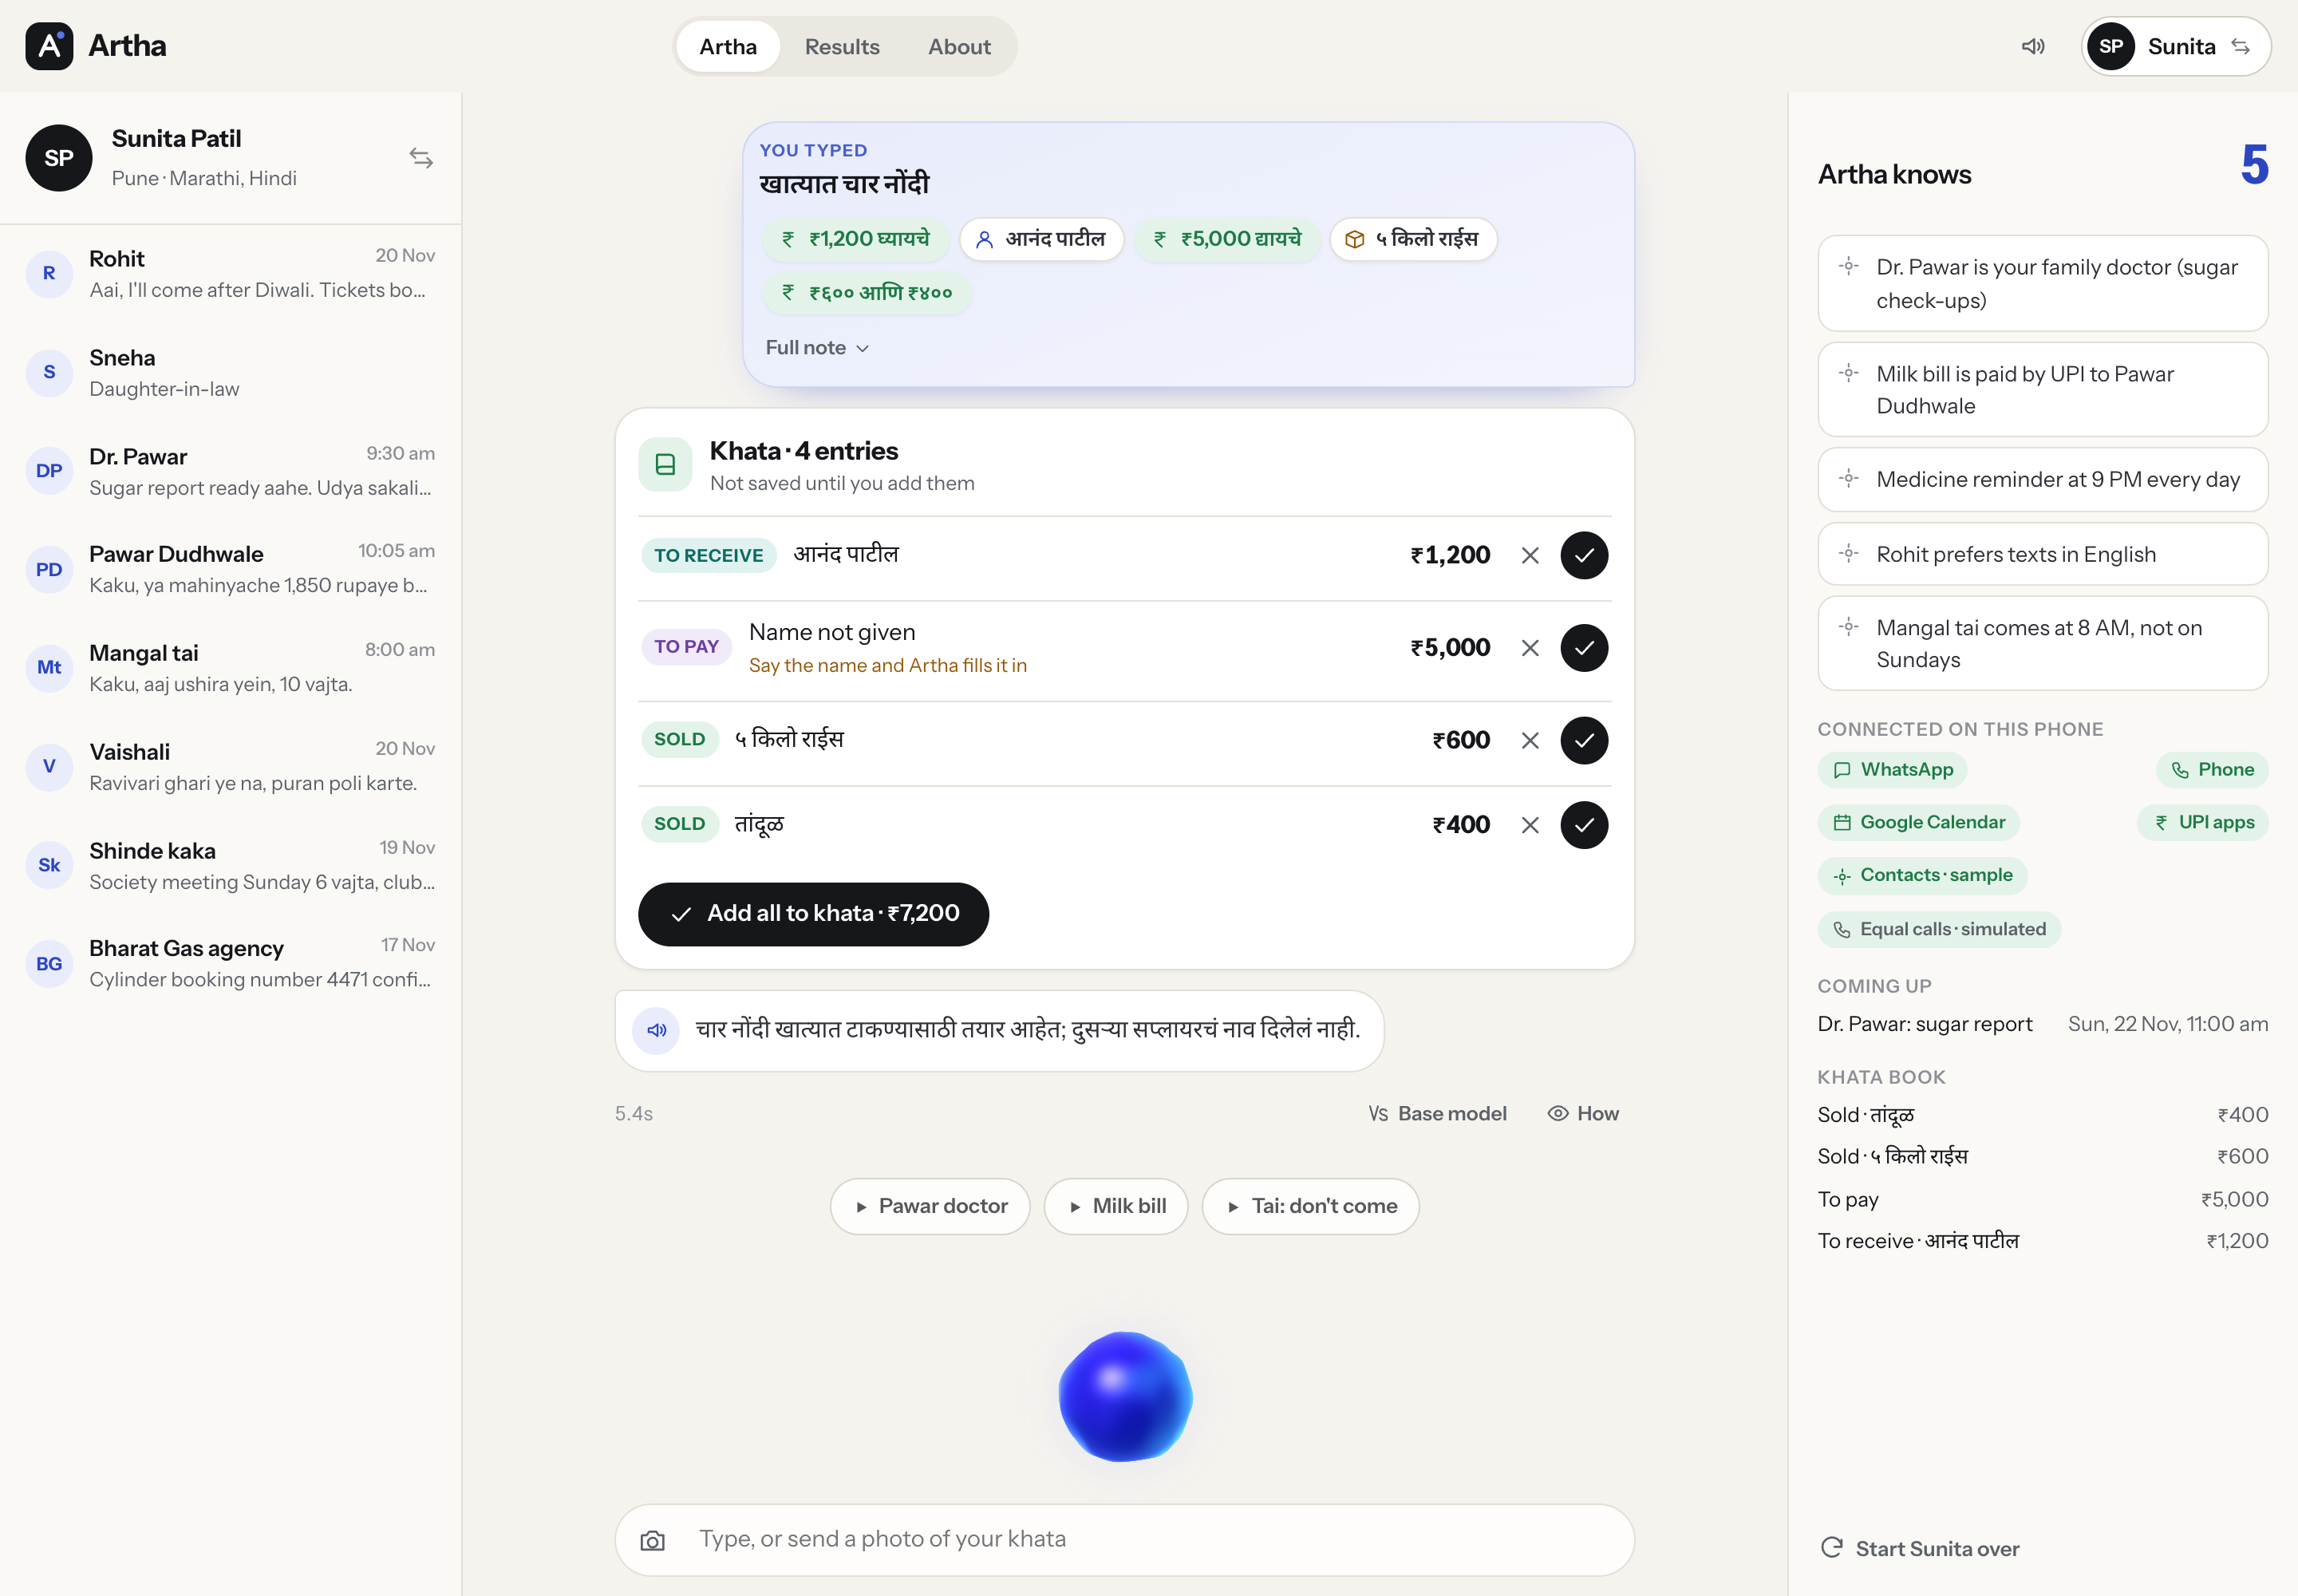 Artha
Artha Results About
SP Sunita
SP Sunita Patil
Pune · Marathi, Hindi
R Rohit 20 Nov
Aai, I'll come after Diwali. Tickets bo...
S Sneha
Daughter-in-law
DP Dr. Pawar 9:30 am
Sugar report ready aahe. Udya sakali...
PD Pawar Dudhwale 10:05 am
Kaku, ya mahinyache 1,850 rupaye b...
Mt Mangal tai 8:00 am
Kaku, aaj ushira yein, 10 vajta.
V Vaishali 20 Nov
Ravivari ghari ye na, puran poli karte.
Sk Shinde kaka 19 Nov
Society meeting Sunday 6 vajta, club...
BG Bharat Gas agency 17 Nov
Cylinder booking number 4471 confi...
YOU TYPED
खात्यात चार नोंदी
₹ ₹1,200 घ्यायचे आनंद पाटील ₹ ₹5,000 द्यायचे ५ किलो राईस
₹ ₹६०० आणि ₹४००
Full note
Khata · 4 entries
Not saved until you add them
TO RECEIVE आनंद पाटील ₹1,200
TO PAY Name not given ₹5,000
Say the name and Artha fills it in
SOLD ५ किलो राईस ₹600
SOLD तांदूळ ₹400
Add all to khata · ₹7,200
चार नोंदी खात्यात टाकण्यासाठी तयार आहेत; दुसऱ्या सप्लायरचं नाव दिलेलं नाही.
5.4s Vs Base model How
Pawar doctor Milk bill Tai: don't come
Type, or send a photo of your khata
Artha knows 5
Dr. Pawar is your family doctor (sugar
check-ups)
Milk bill is paid by UPI to Pawar
Dudhwale
Medicine reminder at 9 PM every day
Rohit prefers texts in English
Mangal tai comes at 8 AM, not on
Sundays
CONNECTED ON THIS PHONE
WhatsApp Phone
Google Calendar ₹ UPI apps
Contacts · sample
Equal calls · simulated
COMING UP
Dr. Pawar: sugar report Sun, 22 Nov, 11:00 am
KHATA BOOK
Sold · तांदूळ ₹400
Sold · ५ किलो राईस ₹600
To pay ₹5,000
To receive · आनंद पाटील ₹1,200
Start Sunita over